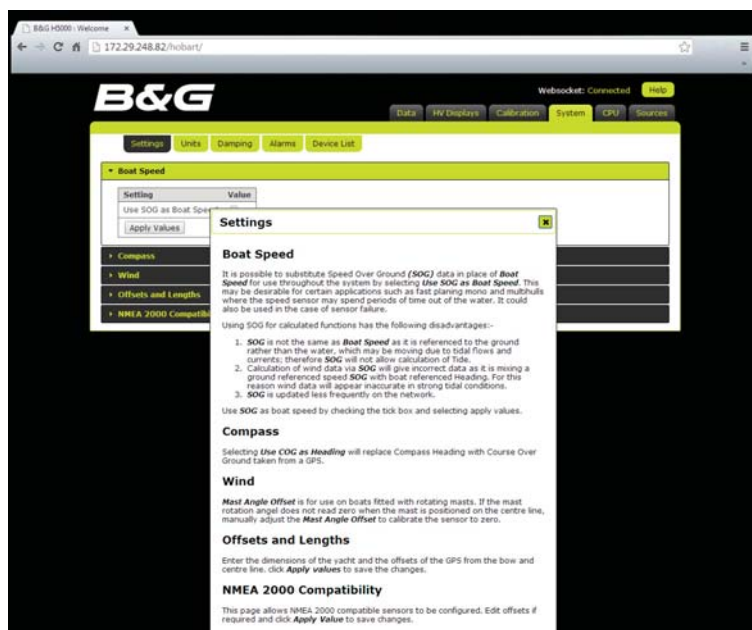 B&G H5000 : Welcome
172.29.248.82/hobart/
B&G
Websocket: Connected Help
Data HV Displays Calibration System CPU Sources
Settings Units Damping Alarms Device List
Boat Speed
Setting Value
Use SOG as Boat
Apply Values
Compass
Wind
Offsets and Lengths
NMEA 2000
Settings
Boat Speed
It is possible to substitute Speed Over Ground (SOG) data in place of Boat
Speed for use throughout the system by selecting Use SOG as Boat Speed. This
may be desirable for certain applications such as fast planing mono and multihulls
where the speed sensor may spend periods of time out of the water. It could
also be used in the case of sensor failure.
Using SOG for calculated functions has the following disadvantages:-
1. SOG is not the same as Boat Speed as it is referenced to the ground
rather than the water, which may be moving due to tidal flows and
currents; therefore SOG will not allow calculation of Tide.
2. Calculation of wind data via SOG will give incorrect data as it is mixing a
ground referenced speed SOG with boat referenced Heading. For this
reason wind data will appear inaccurate in strong tidal conditions.
3. SOG is updated less frequently on the network.
Use SOG as boat speed by checking the tick box and selecting apply values.
Compass
Selecting Use COG as Heading will replace Compass Heading with Course Over
Ground taken from a GPS.
Wind
Mast Angle Offset is for use on boats fitted with rotating masts. If the mast
rotation angel does not read zero when the mast is positioned on the centre line,
manually adjust the Mast Angle Offset to calibrate the sensor to zero.
Offsets and Lengths
Enter the dimensions of the yacht and the offsets of the GPS from the bow and
centre line. click Apply values to save the changes.
NMEA 2000 Compatibility
This page allows NMEA 2000 compatible sensors to be configured. Edit offsets if
required and click Apply Value to save changes.